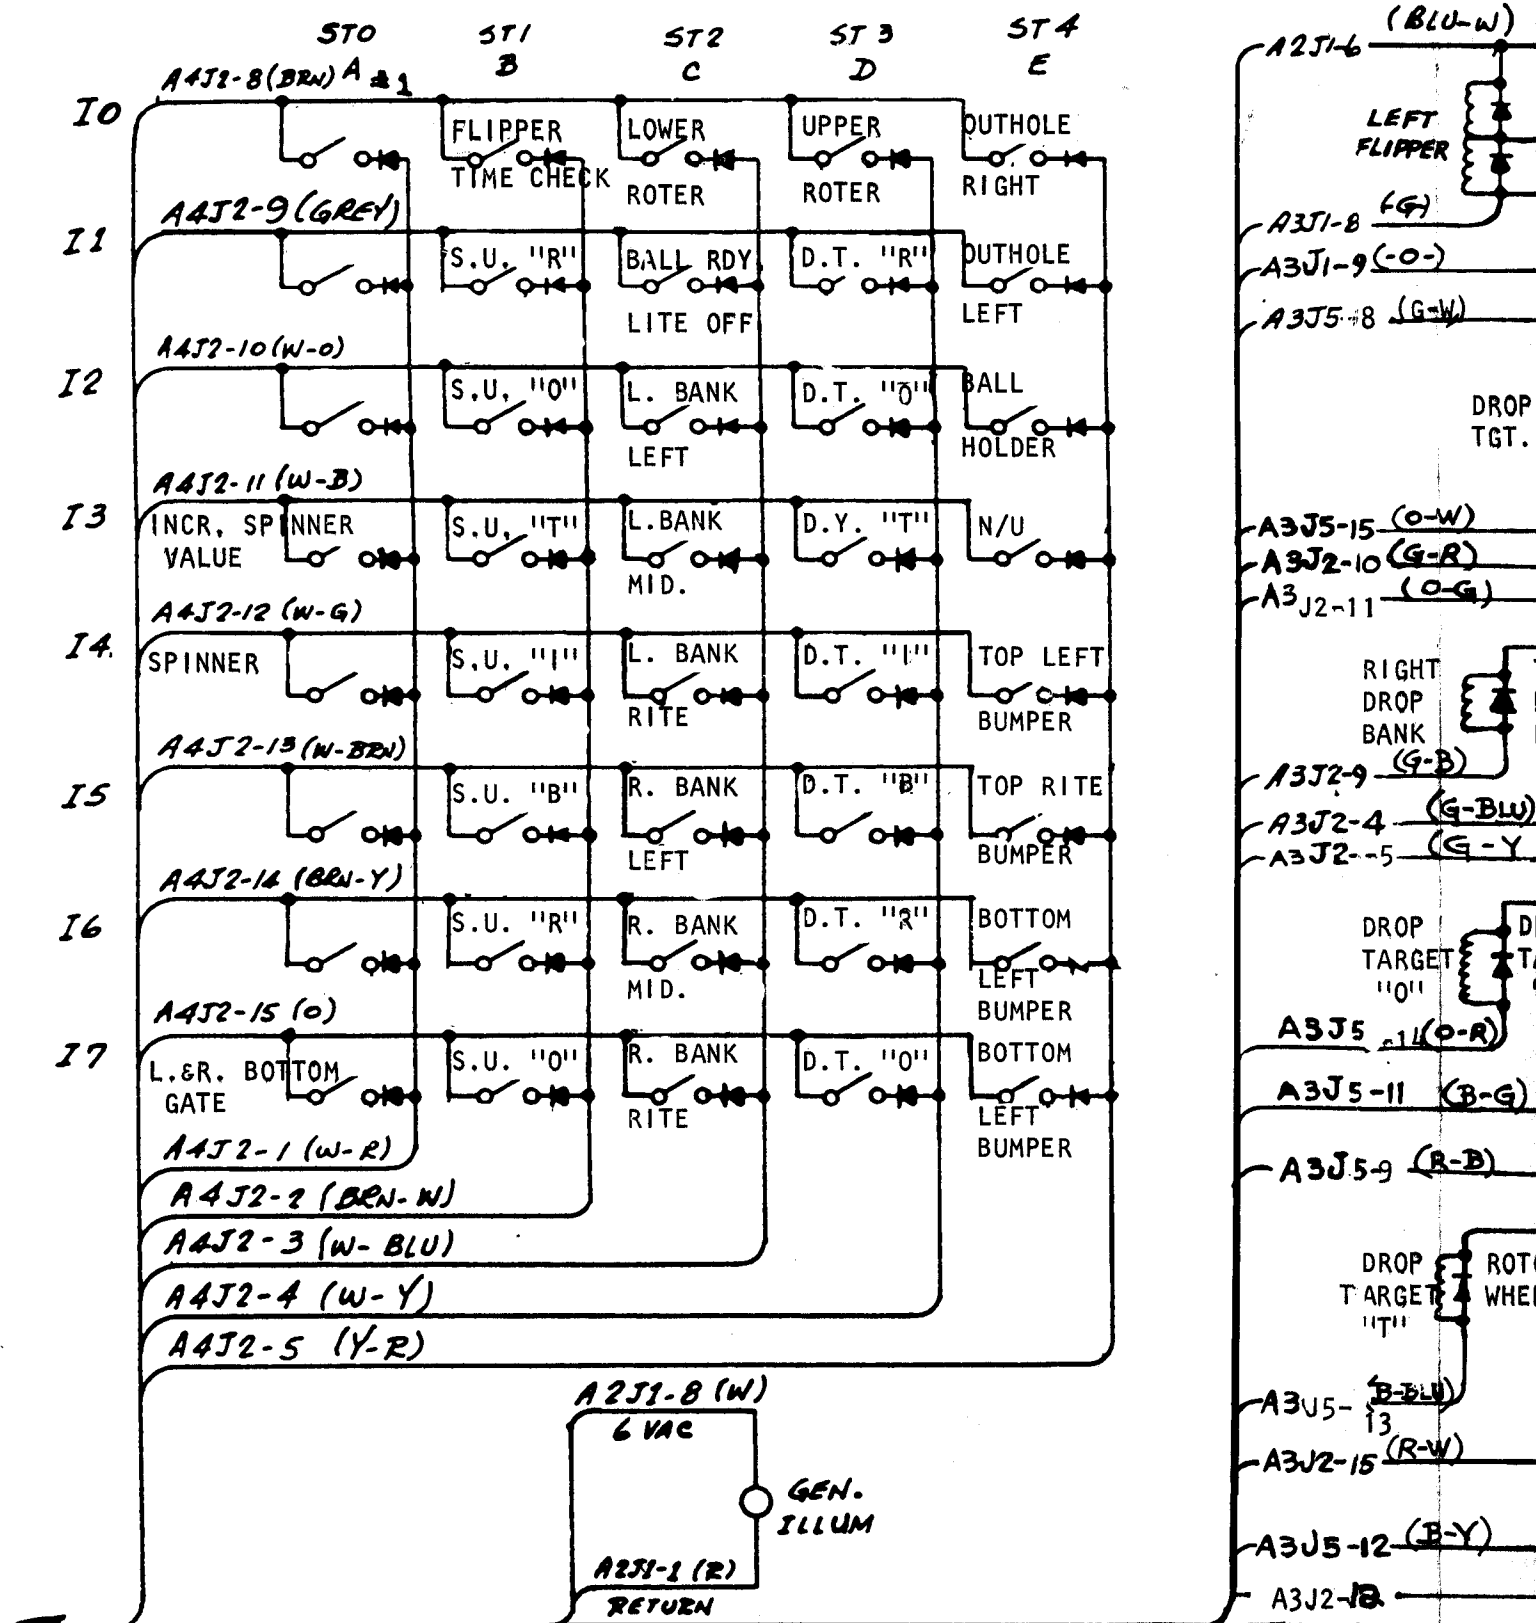 ST0 ST1 ST2 ST3 ST4
A B C D E
A4J2-8(BRN) #1
I0
FLIPPER LOWER UPPER OUTHOLE
TIME CHECK ROTER ROTER RIGHT
A4J2-9(GREY)
I1
S.U. "R" BALL RDY D.T. "R" OUTHOLE
LITE OFF LEFT
A4J2-10(W-O)
I2
S.U. "O" L. BANK D.T. "O" BALL
LEFT HOLDER
A4J2-11(W-B)
I3
INCR. SPINNER S.U. "T" L.BANK D.Y. "T" N/U
VALUE MID.
A4J2-12 (W-G)
I4.
SPINNER S.U. "I" L. BANK D.T. "I" TOP LEFT
RITE BUMPER
A4J2-13(W-BRN)
I5
S.U. "B" R. BANK D.T. "B" TOP RITE
LEFT BUMPER
A4J2-14 (BRN-Y)
I6
S.U. "R" R. BANK D.T. "R" BOTTOM
MID. LEFT
BUMPER
A4J2-15 (O)
I7
L.&R. BOTTOM S.U. "O" R. BANK D.T. "O" BOTTOM
GATE RITE LEFT
BUMPER
A4J2-1 (W-R)
A4J2-2 (BRN-W)
A4J2-3 (W-BLU)
A4J2-4 (W-Y)
A4J2-5 (Y-R)
A2J1-8 (W)
6 VAC
GEN.
ILLUM
A2J1-1 (R)
RETURN
(BLU-W)
A2J1-6
LEFT
FLIPPER
A3J1-8 (-G)
A3J1-9 (-O-)
A3J5-8 (G-W)
DROP
TGT.
A3J5-15 (O-W)
A3J2-10 (G-R)
A3J2-11 (O-G)
RIGHT
DROP
BANK
A3J2-9 (G-B)
A3J2-4 (G-BLU)
A3J2--5 (G-Y
DROP
TARGET
"O"
A3J5 -14(O-R)
A3J5-11 (B-G)
A3J5-9 (R-B)
DROP
TARGET
"T"
A3J5-13 (B-BLU)
A3J2-15 (R-W)
A3J5-12 (B-Y)
A3J2-12